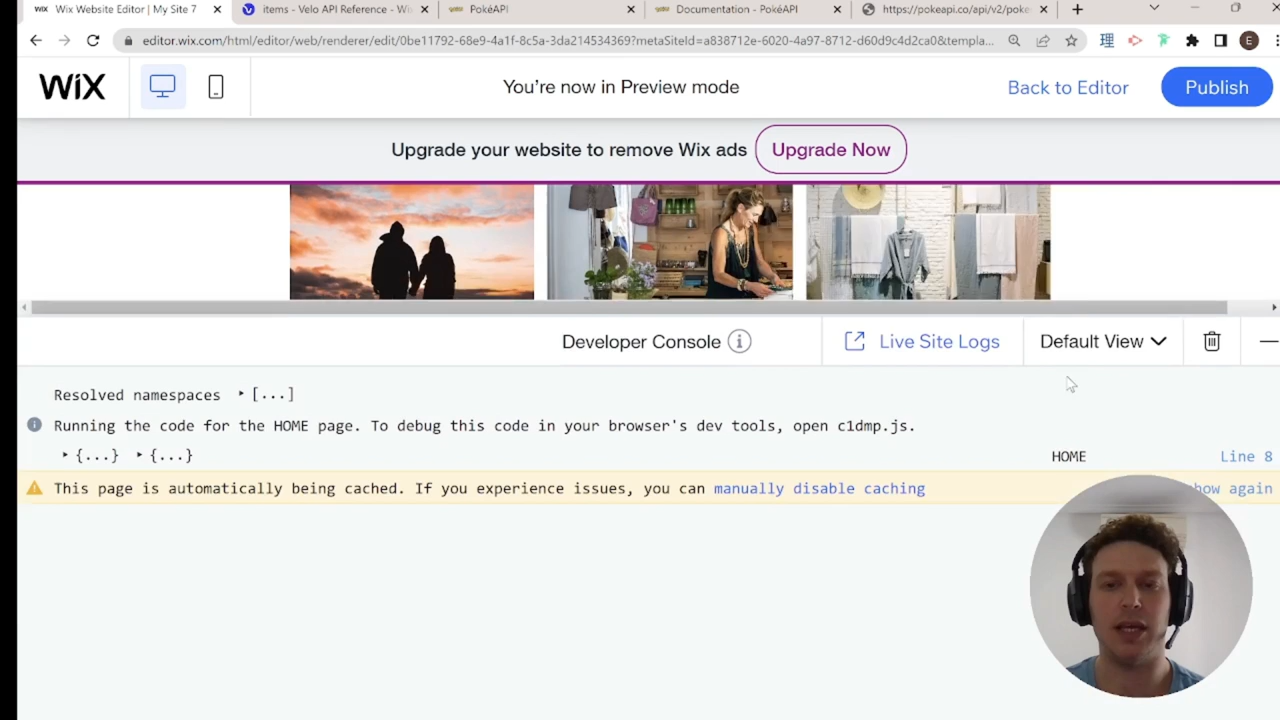 Wix Website Editor | My Site 7
items - Velo API Reference - Wi
PokéAPI
Documentation - PokéAPI
https://pokeapi.co/api/v2/poke
editor.wix.com/html/editor/web/renderer/edit/0be11792-68e9-4a1f-8c5a-3da214534369?metaSiteId=a838712e-6020-4a97-8712-d60d9c4d2ca0&templa...
E
WiX
You're now in Preview mode
Back to Editor
Publish
Upgrade your website to remove Wix ads
Upgrade Now
Developer Console
Live Site Logs
Default View
Resolved namespaces [...]
Running the code for the HOME page. To debug this code in your browser's dev tools, open c1dmp.js.
{...} {...} HOME Line 8
This page is automatically being cached. If you experience issues, you can manually disable caching
again